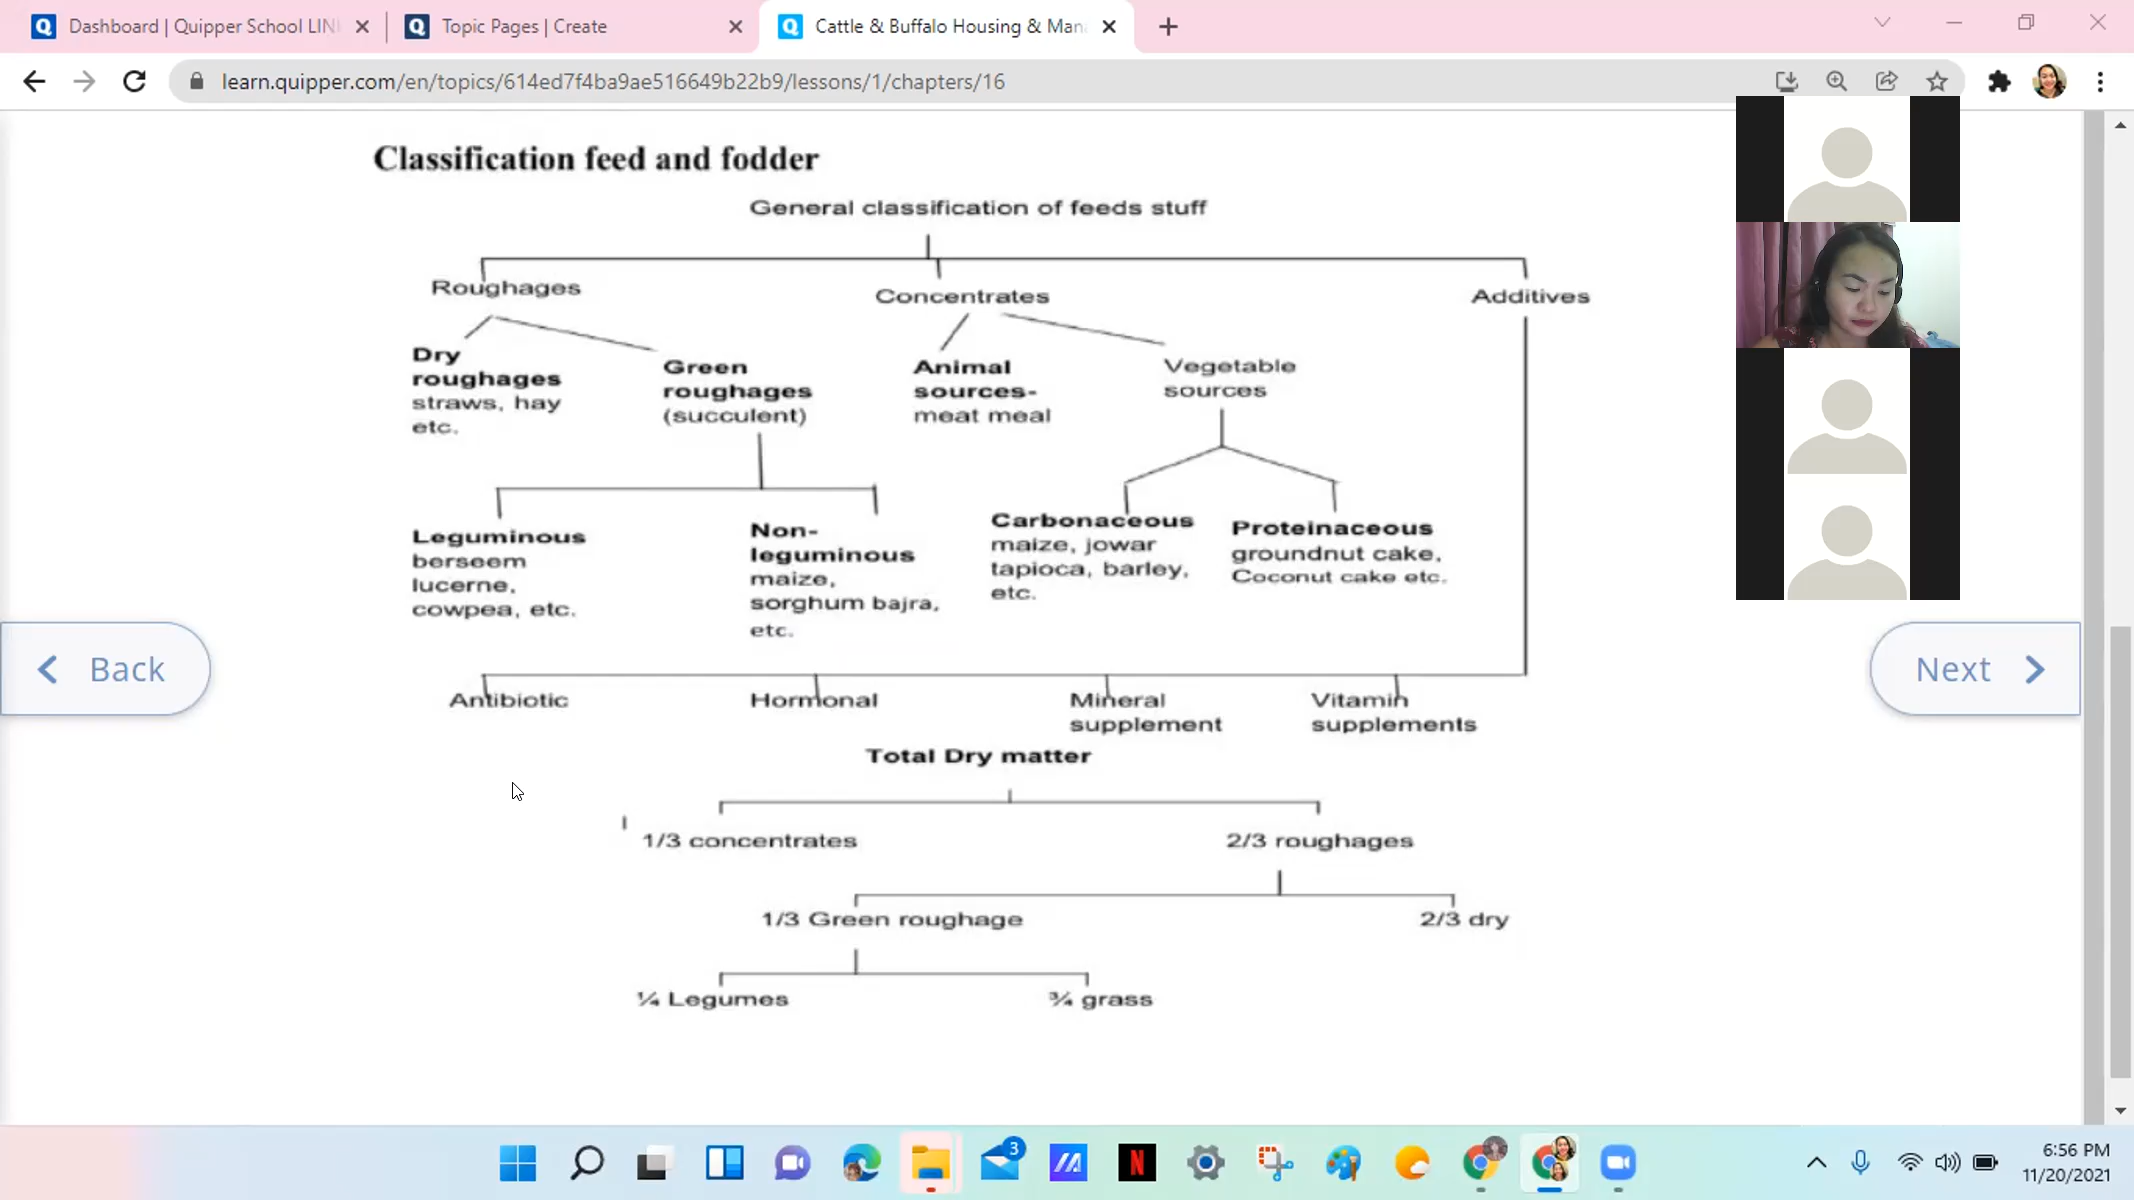 Dashboard | Quipper School LIN
Topic Pages | Create
Cattle & Buffalo Housing & Man
learn.quipper.com/en/topics/614ed7f4ba9ae516649b22b9/lessons/1/chapters/16
Classification feed and fodder
General classification of feeds stuff
Roughages
Concentrates
Additives
Dry
roughages
straws, hay
etc.
Green
roughages
(succulent)
Animal
sources-
meat meal
Vegetable
sources
Leguminous
berseem
lucerne,
cowpea, etc.
Non-
leguminous
maize,
sorghum bajra,
etc.
Carbonaceous
maize, jowar
tapioca, barley,
etc.
Proteinaceous
groundnut cake,
Coconut cake etc.
Back
Next
Antibiotic
Hormonal
Mineral
supplement
Vitamin
supplements
Total Dry matter
1/3 concentrates
2/3 roughages
1/3 Green roughage
2/3 dry
¼ Legumes
¾ grass
3
N
6:56 PM
11/20/2021